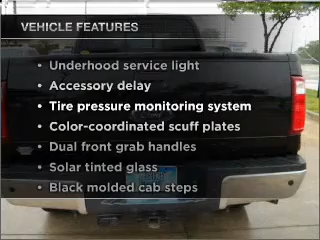 VEHICLE FEATURES
• Underhood service light
• Accessory delay
• Tire pressure monitoring system
• Color-coordinated scuff plates
• Dual front grab handles
• Solar tinted glass
• Black molded cab steps